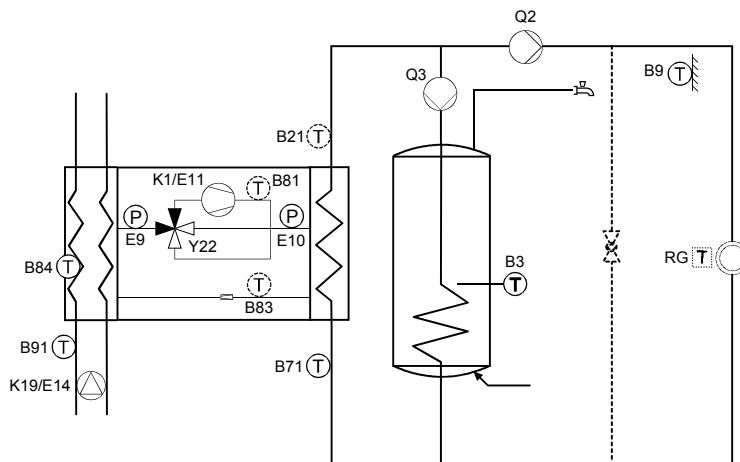 Q2
B9 T
Q3
B21 T
K1/E11
T B81
P
P
E9
Y22
E10
RG T
B84 T
B3
T
T
B83
B91 T
B71 T
K19/E14